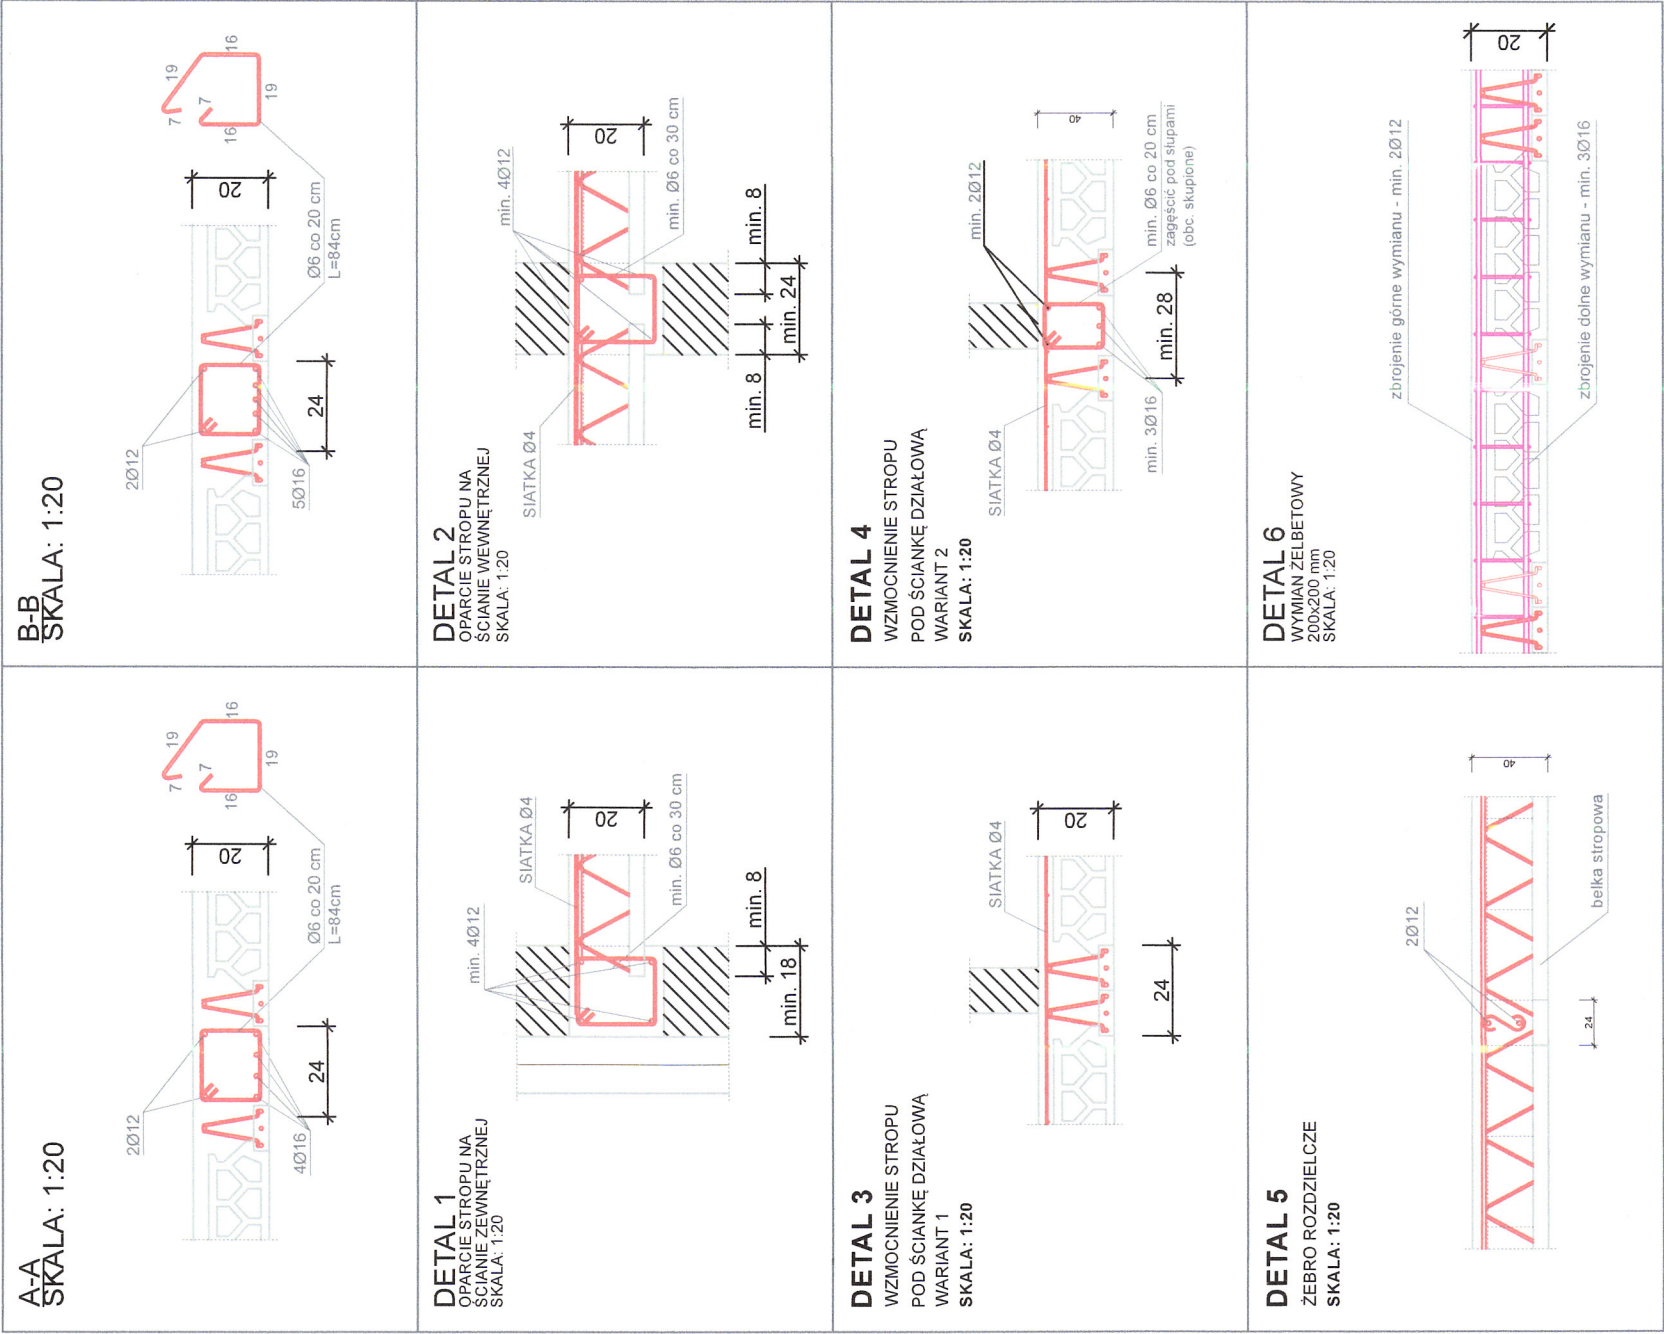 A-A
SKALA: 1:20
2Ø12
4Ø16
24
20
Ø6 co 20 cm
L=84cm
7
19
7
16
16
19
B-B
SKALA: 1:20
2Ø12
5Ø16
24
20
Ø6 co 20 cm
L=84cm
7
19
7
16
16
19
DETAL 1
OPARCIE STROPU NA
ŚCIANIE ZEWNĘTRZNEJ
SKALA: 1:20
min. 4Ø12
SIATKA Ø4
20
min. Ø6 co 30 cm
min. 8
min. 18
DETAL 2
OPARCIE STROPU NA
ŚCIANIE WEWNĘTRZNEJ
SKALA: 1:20
SIATKA Ø4
min. 4Ø12
20
min. Ø6 co 30 cm
min. 8
min. 8
min. 24
DETAL 3
WZMOCNIENIE STROPU
POD ŚCIANKĘ DZIAŁOWĄ
WARIANT 1
SKALA: 1:20
SIATKA Ø4
20
24
DETAL 4
WZMOCNIENIE STROPU
POD ŚCIANKĘ DZIAŁOWĄ
WARIANT 2
SKALA: 1:20
SIATKA Ø4
min. 2Ø12
40
min. Ø6 co 20 cm
zagęścić pod słupami
(obc. skupione)
min. 3Ø16
min. 28
DETAL 5
ŻEBRO ROZDZIELCZE
SKALA: 1:20
2Ø12
40
belka stropowa
24
DETAL 6
WYMIAN ŻELBETOWY
200x200 mm
SKALA: 1:20
zbrojenie górne wymianu - min. 2Ø12
20
zbrojenie dolne wymianu - min. 3Ø16